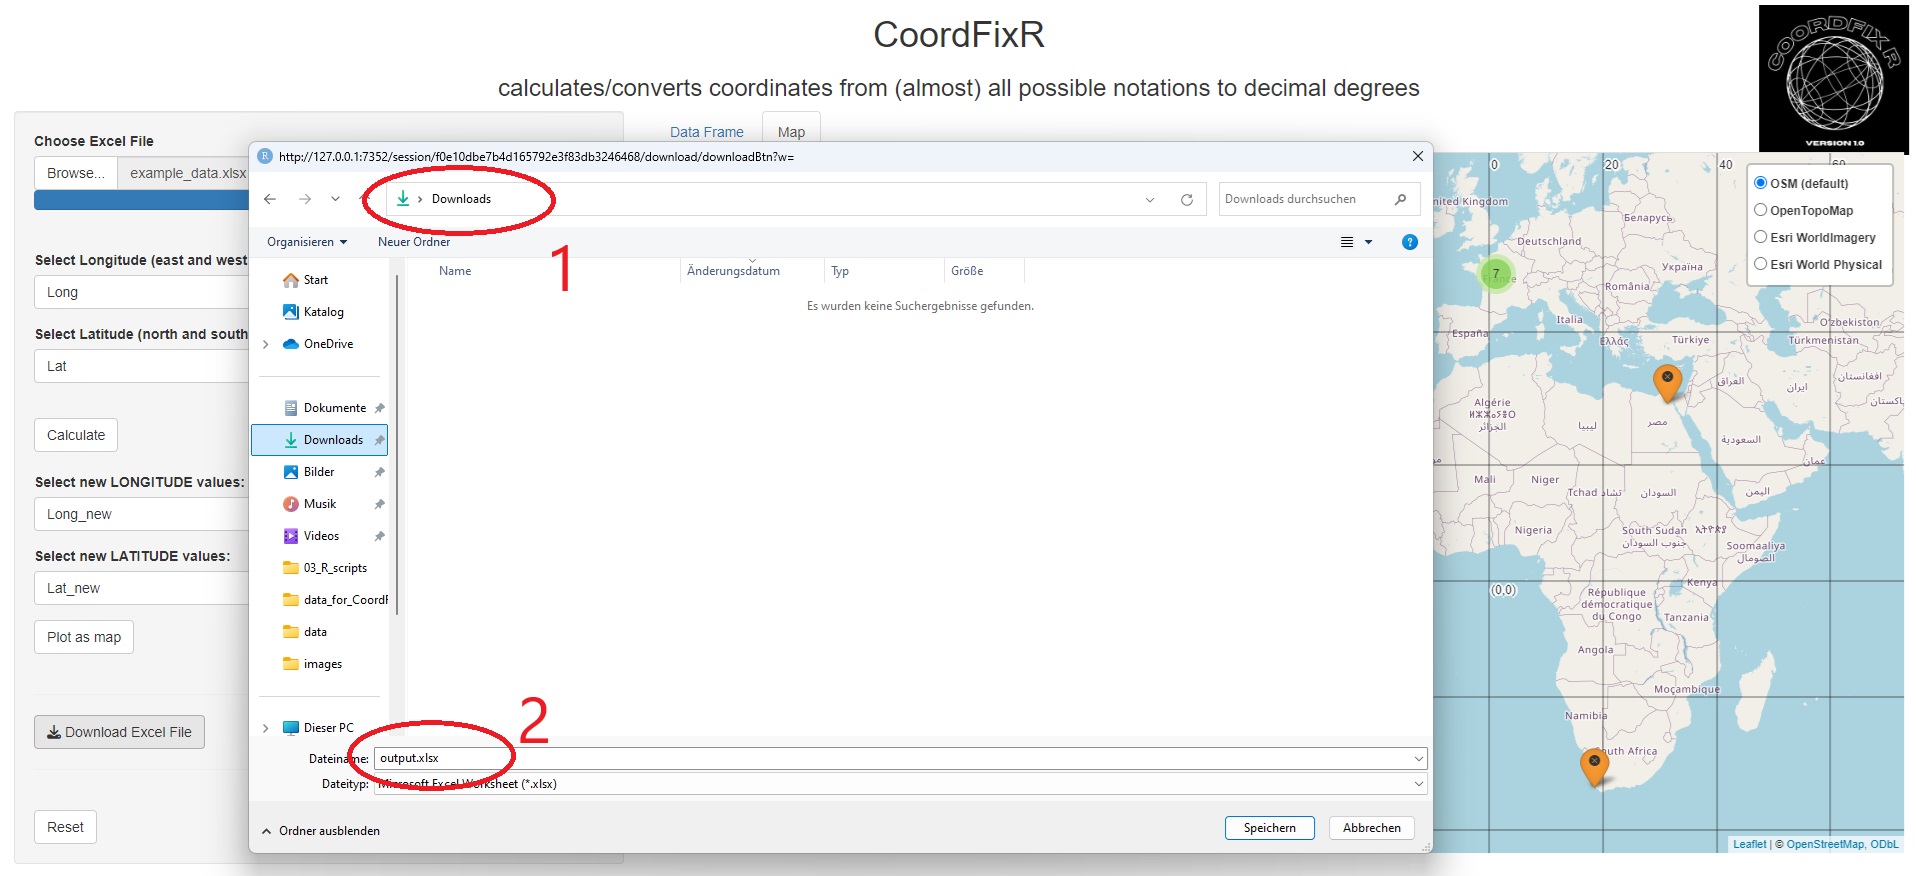 CoordFixR
calculates/converts coordinates from (almost) all possible notations to decimal degrees
COORDFIX R
VERSION 1.0
Choose Excel File
Browse...
example_data.xlsx
Select Longitude (east and west
Long
Select Latitude (north and south
Lat
Calculate
Select new LONGITUDE values:
Long_new
Select new LATITUDE values:
Lat_new
Plot as map
Download Excel File
Reset
Data Frame
Map
R
http://127.0.0.1:7352/session/f0e10dbe7b4d165792e3f83db3246468/download/downloadBtn?w=
Downloads
Downloads durchsuchen
1
Organisieren
Neuer Ordner
?
Name
Änderungsdatum
Typ
Größe
Es wurden keine Suchergebnisse gefunden.
Start
Katalog
OneDrive
Dokumente
Downloads
Bilder
Musik
Videos
03_R_scripts
data_for_CoordF
data
images
Dieser PC
2
Dateiname:
output.xlsx
Dateityp:
Microsoft Excel Worksheet (*.xlsx)
Ordner ausblenden
Speichern
Abbrechen
0
20
40
60
OSM (default)
OpenTopoMap
Esri WorldImagery
Esri World Physical
nited Kingdom
Беларусь
Deutschland
7
France
Україна
România
Italia
O'zbekiston
España
Ελλάς
Türkiye
Türkmenistan
العراق
ایران
افغانستان
پاکستان
Algérie
ⵍⵣⵣⴰⵢⴻⵔ
الجزائر
ليبيا
مصر
السعودية
عمان
Mali
Niger
Tchad تشاد
السودان
اليمن
Nigeria
South Sudan
جنوب السودان
Soomaaliya
الصومال
(0,0)
Kenya
République
démocratique
du Congo
Tanzania
Angola
Moçambique
Namibia
South Africa
Leaflet | © OpenStreetMap, ODbL